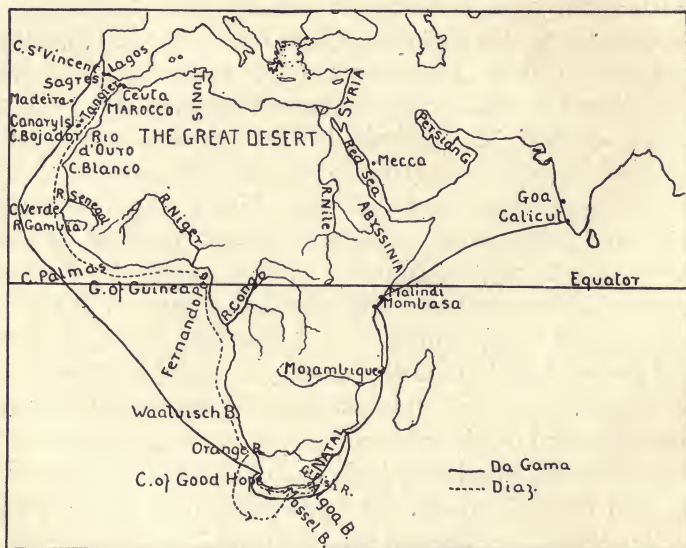 C. St Vincent
Lagos
Sagres
Tangier
Ceuta
MAROCCO
TUNIS
SYRIA
Madeira
Canary Is
C. Bojador
RIO
d'OURO
THE GREAT DESERT
Red Sea
Mecca
Persian G.
C. Blanco
R. Senegal
C. Verde
R. Gambia
R. Niger
R. Nile
ABYSSINIA
Goa
Calicut
C. Palmas
G. of Guinea
Fernando
R. Congo
Equator
Malindi
Mombasa
Mozambique
Waalvisch B.
Orange R.
NATAL
C. of Good Hope
R.
Algoa B.
Mossel B.
Da Gama
Diaz.